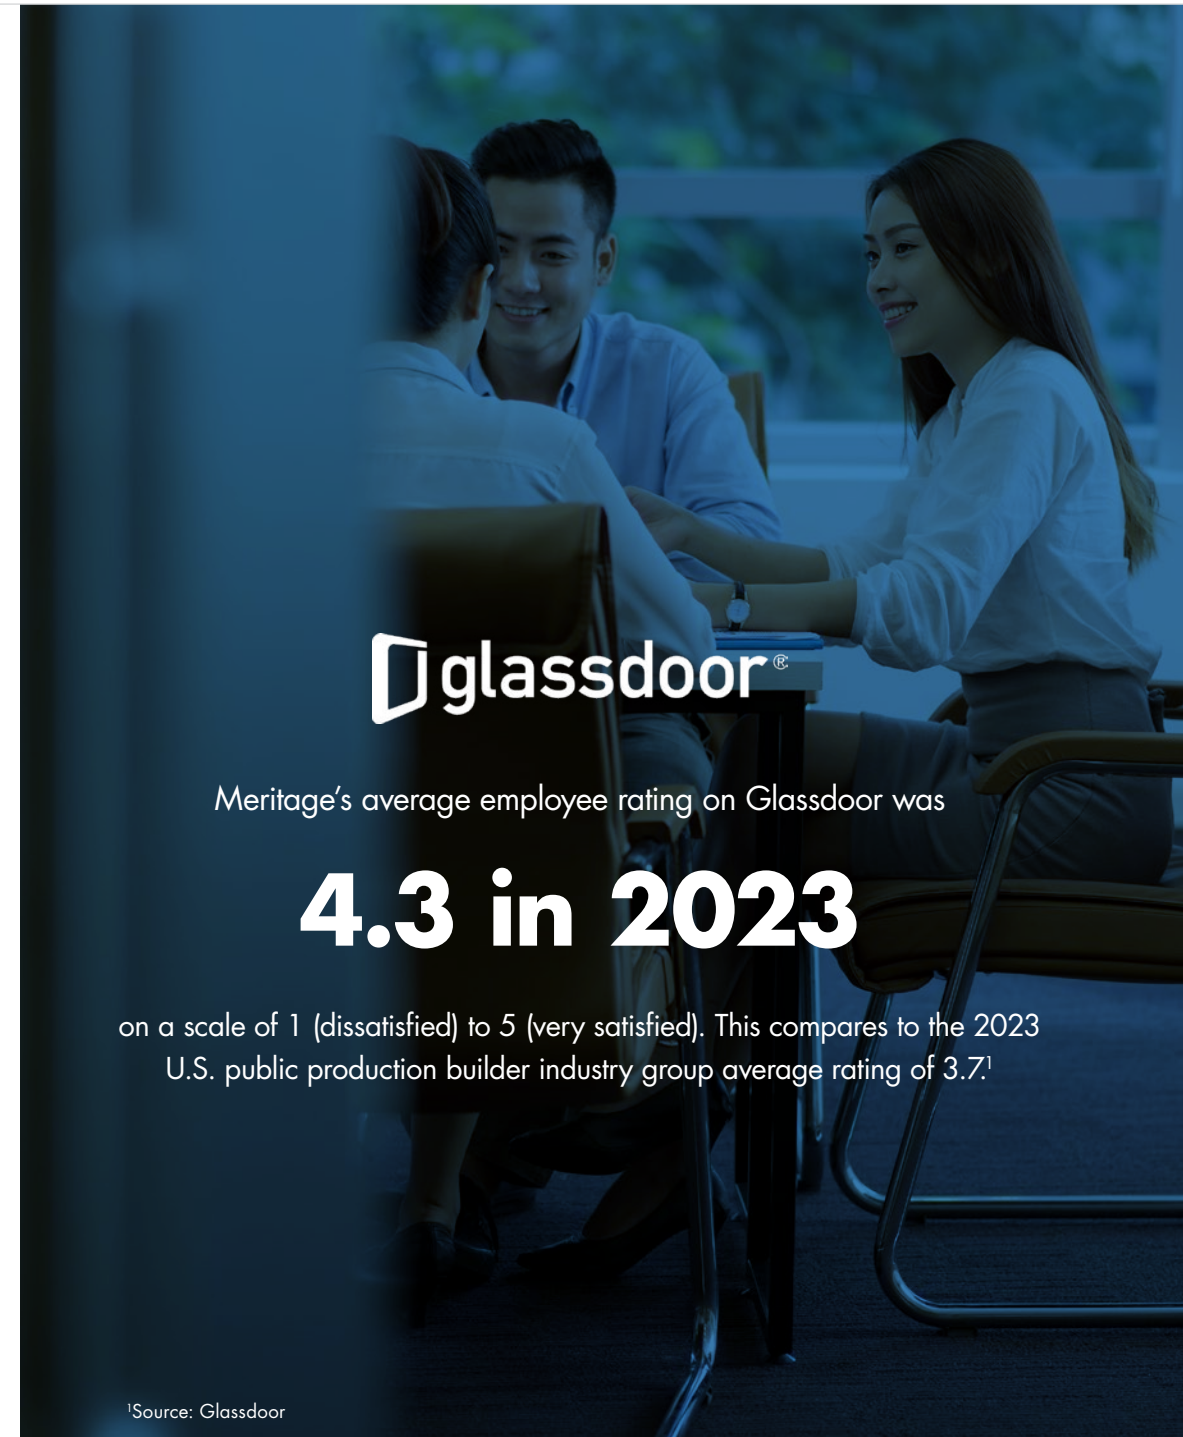 glassdoor®
Meritage’s average employee rating on Glassdoor was
4.3 in 2023
on a scale of 1 (dissatisfied) to 5 (very satisfied). This compares to the 2023
U.S. public production builder industry group average rating of 3.7.¹
¹Source: Glassdoor